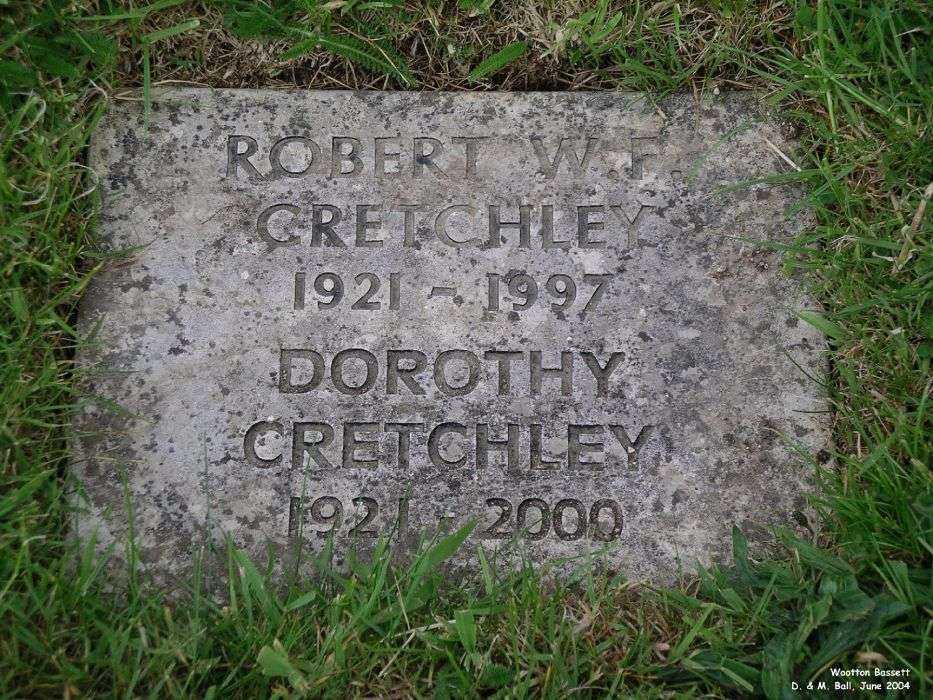 ROBERT W.F.
CRETCHLEY
1921 - 1997
DOROTHY
CRETCHLEY
1921 - 2000
Wootton Bassett
D. & M. Ball, June 2004